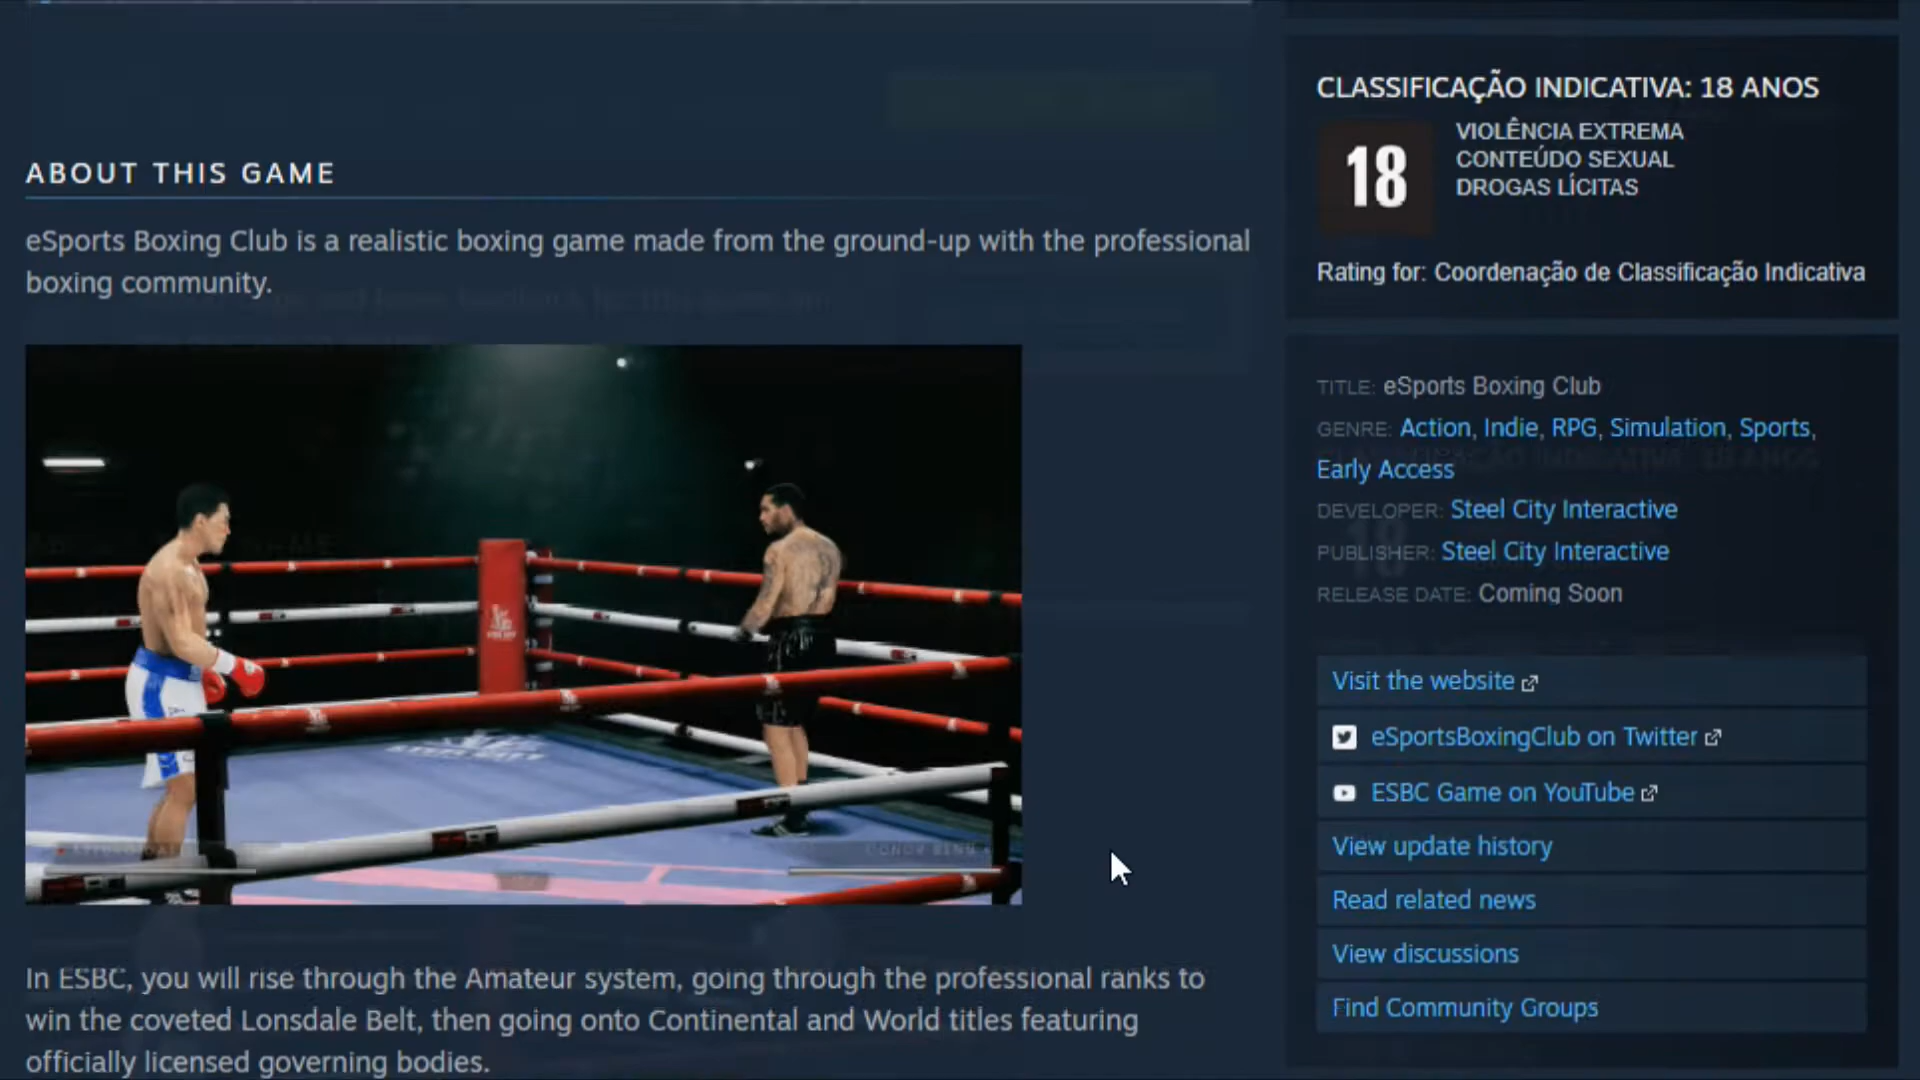 ABOUT THIS GAME
eSports Boxing Club is a realistic boxing game made from the ground-up with the professional
boxing community.
In ESBC, you will rise through the Amateur system, going through the professional ranks to
win the coveted Lonsdale Belt, then going onto Continental and World titles featuring
officially licensed governing bodies.
CLASSIFICAÇÃO INDICATIVA: 18 ANOS
18
VIOLÊNCIA EXTREMA
CONTEÚDO SEXUAL
DROGAS LÍCITAS
Rating for: Coordenação de Classificação Indicativa
TITLE: eSports Boxing Club
GENRE: Action, Indie, RPG, Simulation, Sports,
Early Access
DEVELOPER: Steel City Interactive
PUBLISHER: Steel City Interactive
RELEASE DATE: Coming Soon
Visit the website
eSportsBoxingClub on Twitter
ESBC Game on YouTube
View update history
Read related news
View discussions
Find Community Groups